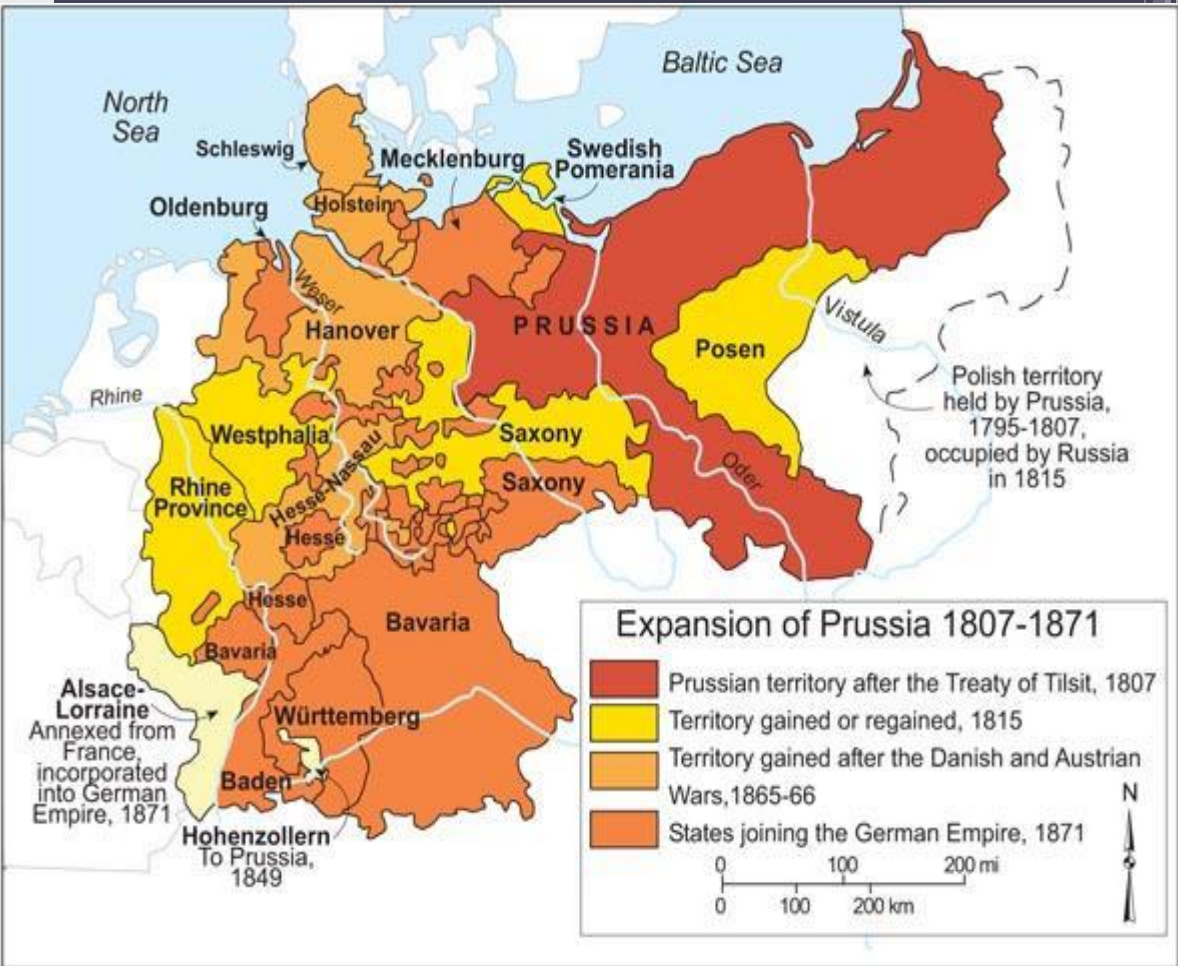 Baltic Sea
North
Sea
Schleswig
Mecklenburg
Swedish
Pomerania
Oldenburg
Holstein
Weser
Hanover
PRUSSIA
Posen
Vistula
Rhine
Polish territory
held by Prussia,
1795-1807,
occupied by Russia
in 1815
Westphalia
Saxony
Hesse-Nassau
Oder
Rhine
Province
Saxony
Hesse
Hesse
Bavaria
Bavaria
Alsace-
Lorraine
Annexed from
France,
incorporated
into German
Empire, 1871
Württemberg
Baden
Hohenzollern
To Prussia,
1849
Expansion of Prussia 1807-1871
Prussian territory after the Treaty of Tilsit, 1807
Territory gained or regained, 1815
Territory gained after the Danish and Austrian
Wars,1865-66
States joining the German Empire, 1871
N
0 100 200 mi
0 100 200 km